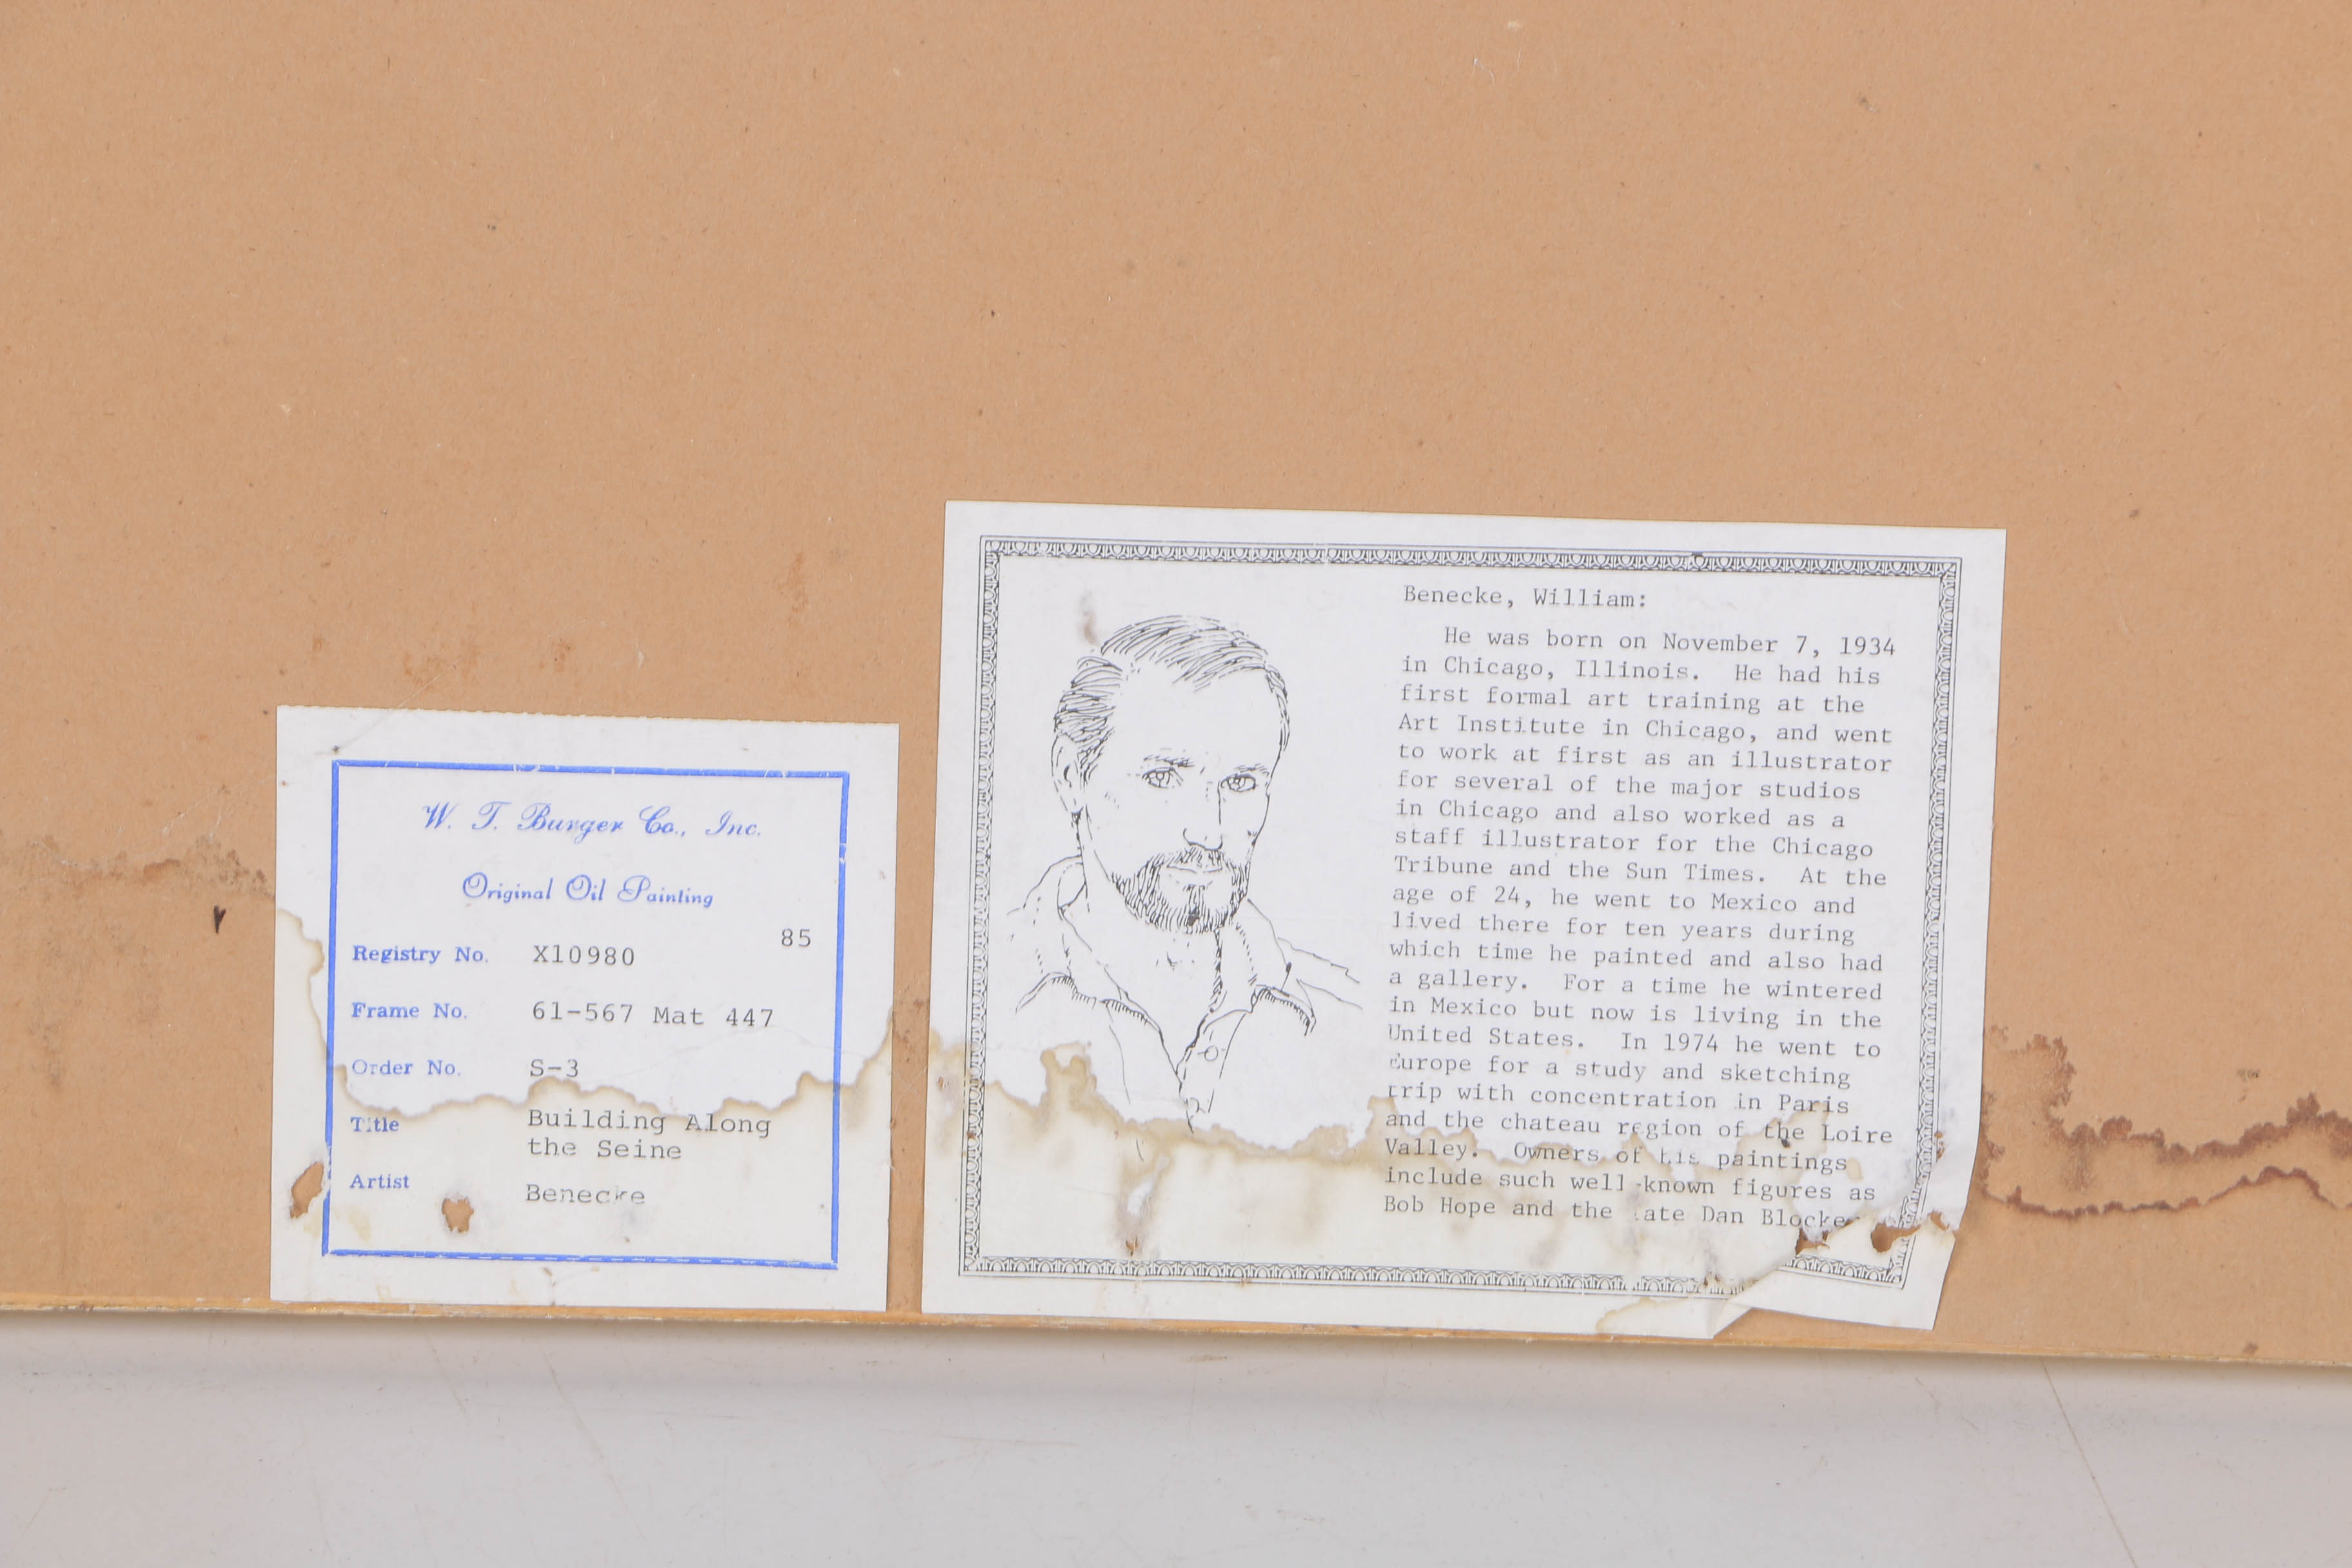 W. T. Burger Co., Inc.
Original Oil Painting
85
Registry No. X10980
Frame No. 61-567 Mat 447
Order No. S-3
Title Building Along
the Seine
Artist Benecke
Benecke, William:
He was born on November 7, 1934
in Chicago, Illinois. He had his
first formal art training at the
Art Institute in Chicago, and went
to work at first as an illustrator
for several of the major studios
in Chicago and also worked as a
staff illustrator for the Chicago
Tribune and the Sun Times. At the
age of 24, he went to Mexico and
lived there for ten years during
which time he painted and also had
a gallery. For a time he wintered
in Mexico but now is living in the
United States. In 1974 he went to
Europe for a study and sketching
trip with concentration in Paris
and the chateau region of the Loire
Valley. Owners of his paintings
include such well-known figures as
Bob Hope and the late Dan Blocker